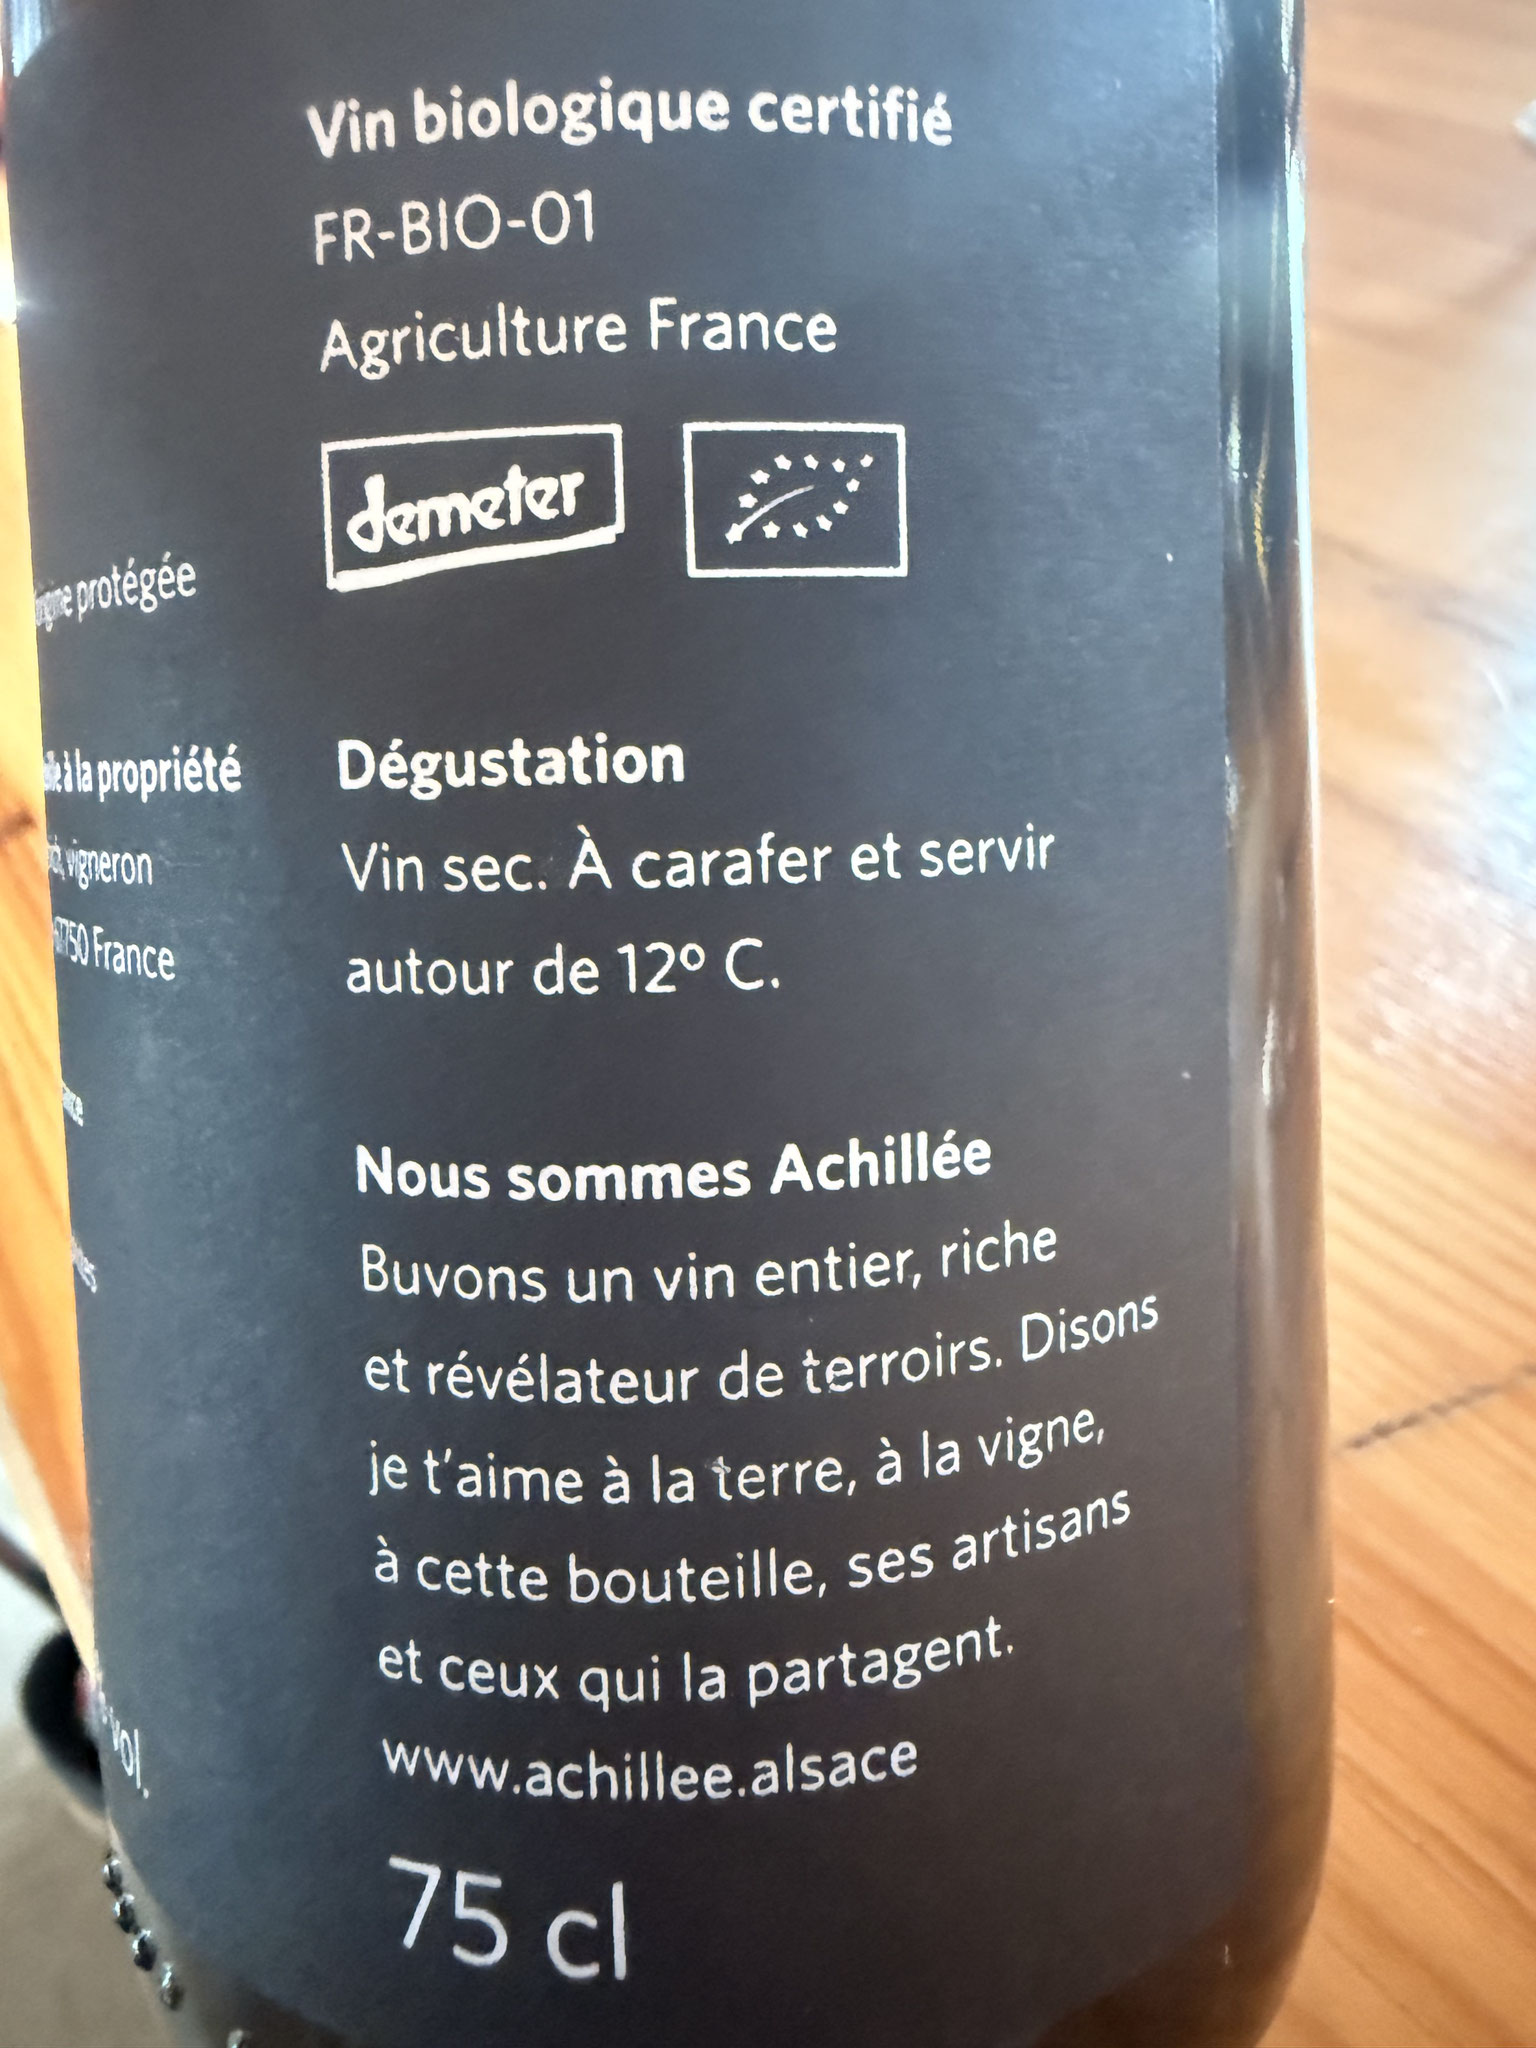 Vin biologique certifié
FR-BIO-01
Agriculture France
demeter
protégée
à la propriété
vigneron
France
Dégustation
Vin sec. À carafer et servir
autour de 12° C.
Nous sommes Achillée
Buvons un vin entier, riche
et révélateur de terroirs. Disons
je t'aime à la terre, à la vigne,
à cette bouteille, ses artisans
et ceux qui la partagent.
www.achillee.alsace
vol.
75 cl